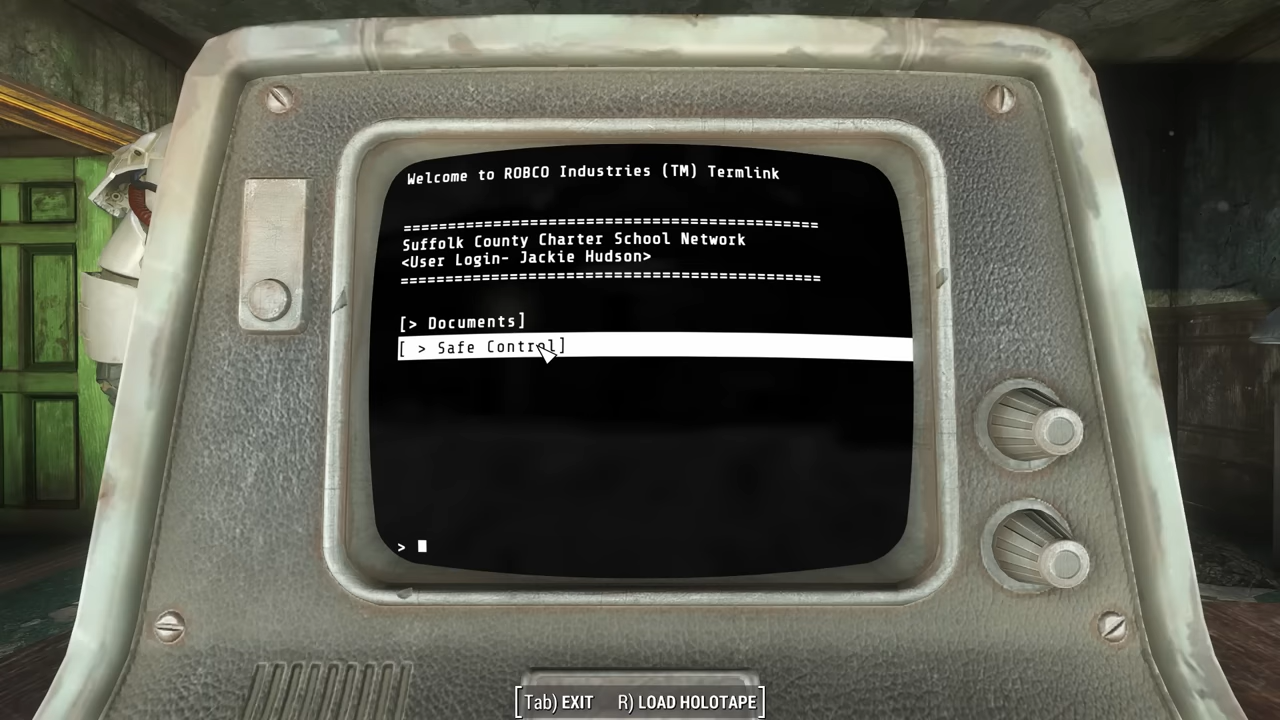 Welcome to ROBCO Industries (TM) Termlink
=============================================
Suffolk County Charter School Network
<User Login- Jackie Hudson>
=============================================
[> Documents]
[ > Safe Control]
>
[Tab) EXIT R) LOAD HOLOTAPE]